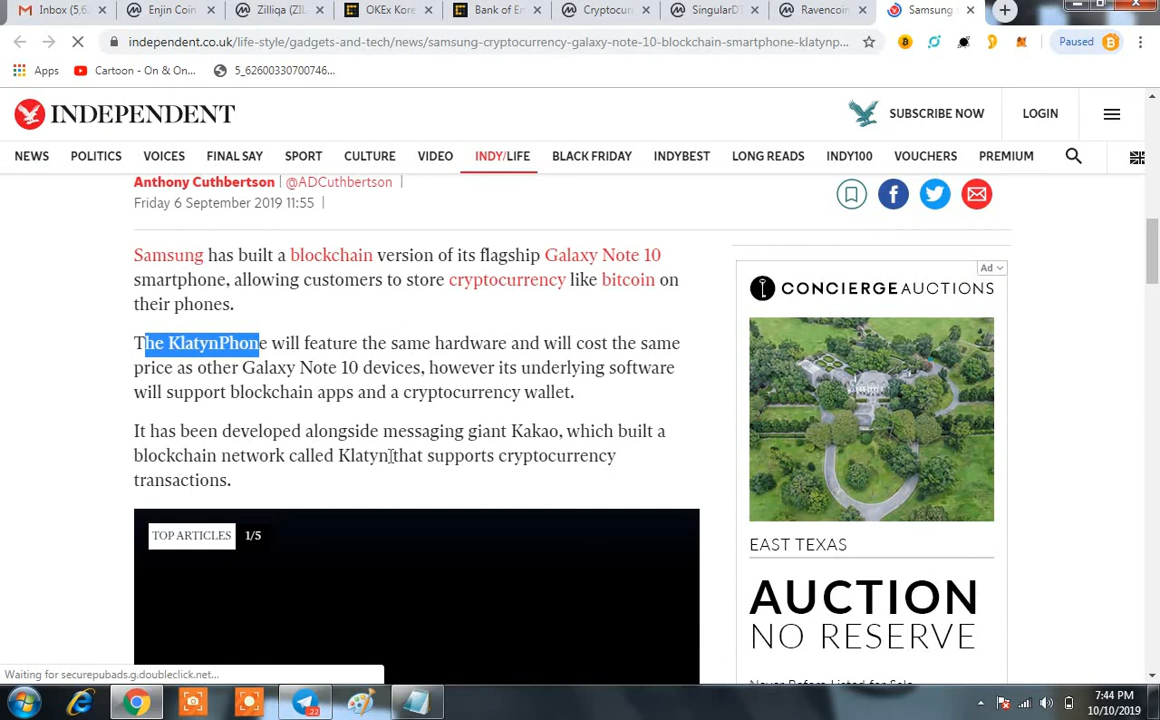 Inbox (5,6
Enjin Coin
Zilliqa (ZIL
OKEx Kore
Bank of En
Cryptocur
SingularDT
Ravencoin
Samsung
independent.co.uk/life-style/gadgets-and-tech/news/samsung-cryptocurrency-galaxy-note-10-blockchain-smartphone-klatynp...
Paused
Apps
Cartoon - On & On...
5_62600330700746...
INDEPENDENT
SUBSCRIBE NOW
LOGIN
NEWS POLITICS VOICES FINAL SAY SPORT CULTURE VIDEO INDY/LIFE BLACK FRIDAY INDYBEST LONG READS INDY100 VOUCHERS PREMIUM
Anthony Cuthbertson | @ADCuthbertson |
Friday 6 September 2019 11:55 |
Samsung has built a blockchain version of its flagship Galaxy Note 10
smartphone, allowing customers to store cryptocurrency like bitcoin on
their phones.
The KlatynPhone will feature the same hardware and will cost the same
price as other Galaxy Note 10 devices, however its underlying software
will support blockchain apps and a cryptocurrency wallet.
It has been developed alongside messaging giant Kakao, which built a
blockchain network called Klatyn that supports cryptocurrency
transactions.
TOP ARTICLES 1/5
Ad
CONCIERGEAUCTIONS
EAST TEXAS
AUCTION
NO RESERVE
Never Before Listed for Sale
Waiting for securepubads.g.doubleclick.net...
22
7:44 PM
10/10/2019